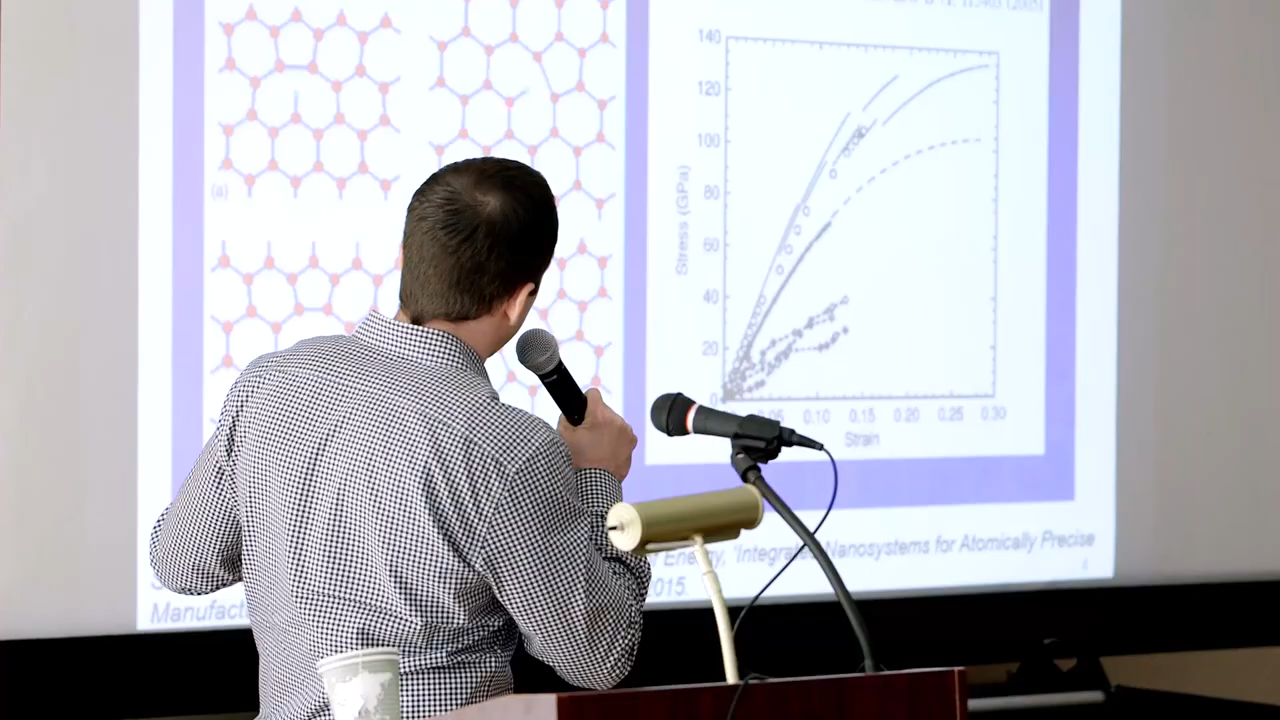 (a)
140
120
100
80
60
40
20
0
Stress (GPa)
0.05 0.10 0.15 0.20 0.25 0.30
Strain
Energy, 'Integrated Nanosystems for Atomically Precise
2015.
4